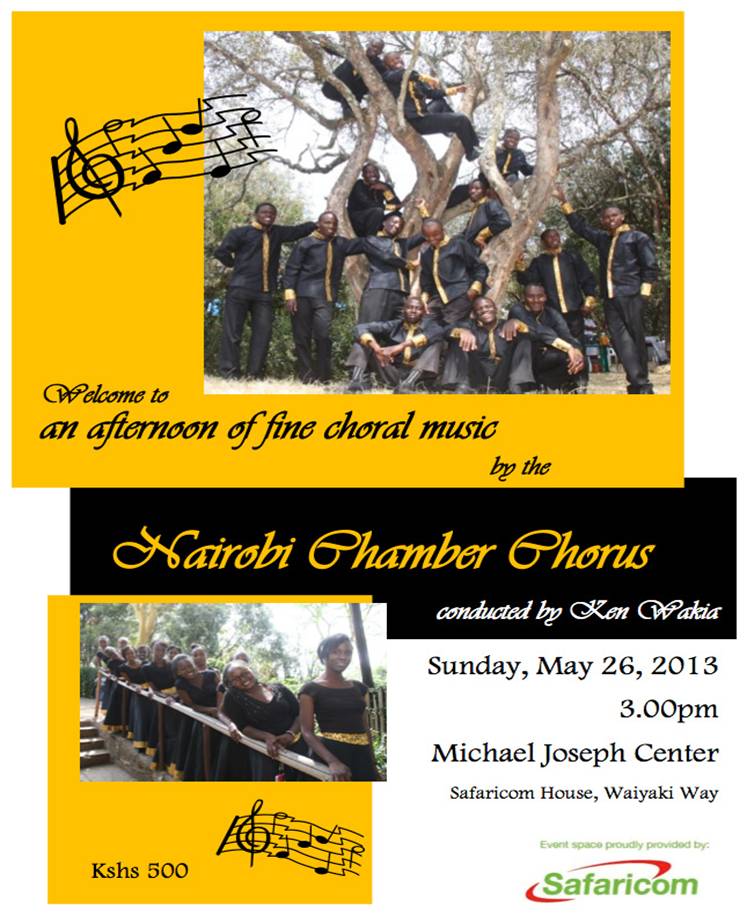 Welcome to
an afternoon of fine choral music
by the
Nairobi Chamber Chorus
conducted by Ken Wakia
Sunday, May 26, 2013
3.00pm
Michael Joseph Center
Safaricom House, Waiyaki Way
Kshs 500
Event space proudly provided by:
Safaricom